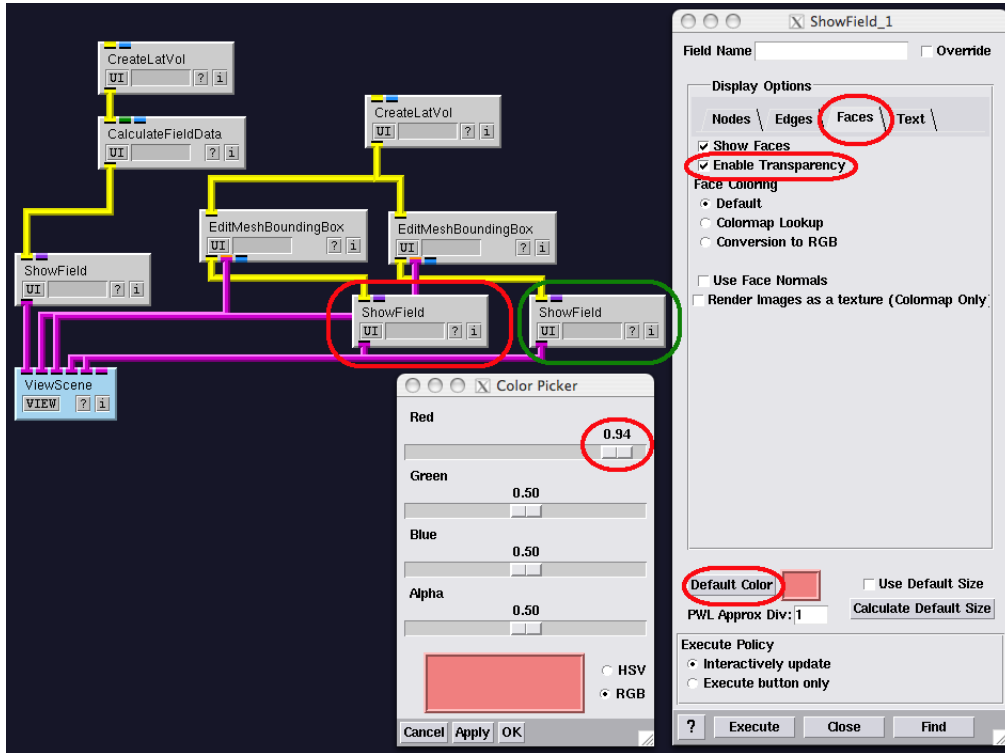 CreateLatVol
UI ? i
CalculateFieldData
UI ? i
CreateLatVol
UI ? i
EditMeshBoundingBox
UI ? i
EditMeshBoundingBox
UI ? i
ShowField
UI ? i
ShowField
UI ? i
ShowField
UI ? i
ViewScene
VIEW ? i
X Color Picker
Red
0.94
Green
0.50
Blue
0.50
Alpha
0.50
HSV
RGB
Cancel Apply OK
X ShowField_1
Field Name Override
Display Options
Nodes \ Edges \ Faces \ Text \
Show Faces
Enable Transparency
Face Coloring
Default
Colormap Lookup
Conversion to RGB
Use Face Normals
Render Images as a texture (Colormap Only)
Default Color Use Default Size
PWL Approx Div: 1 Calculate Default Size
Execute Policy
Interactively update
Execute button only
? Execute Close Find